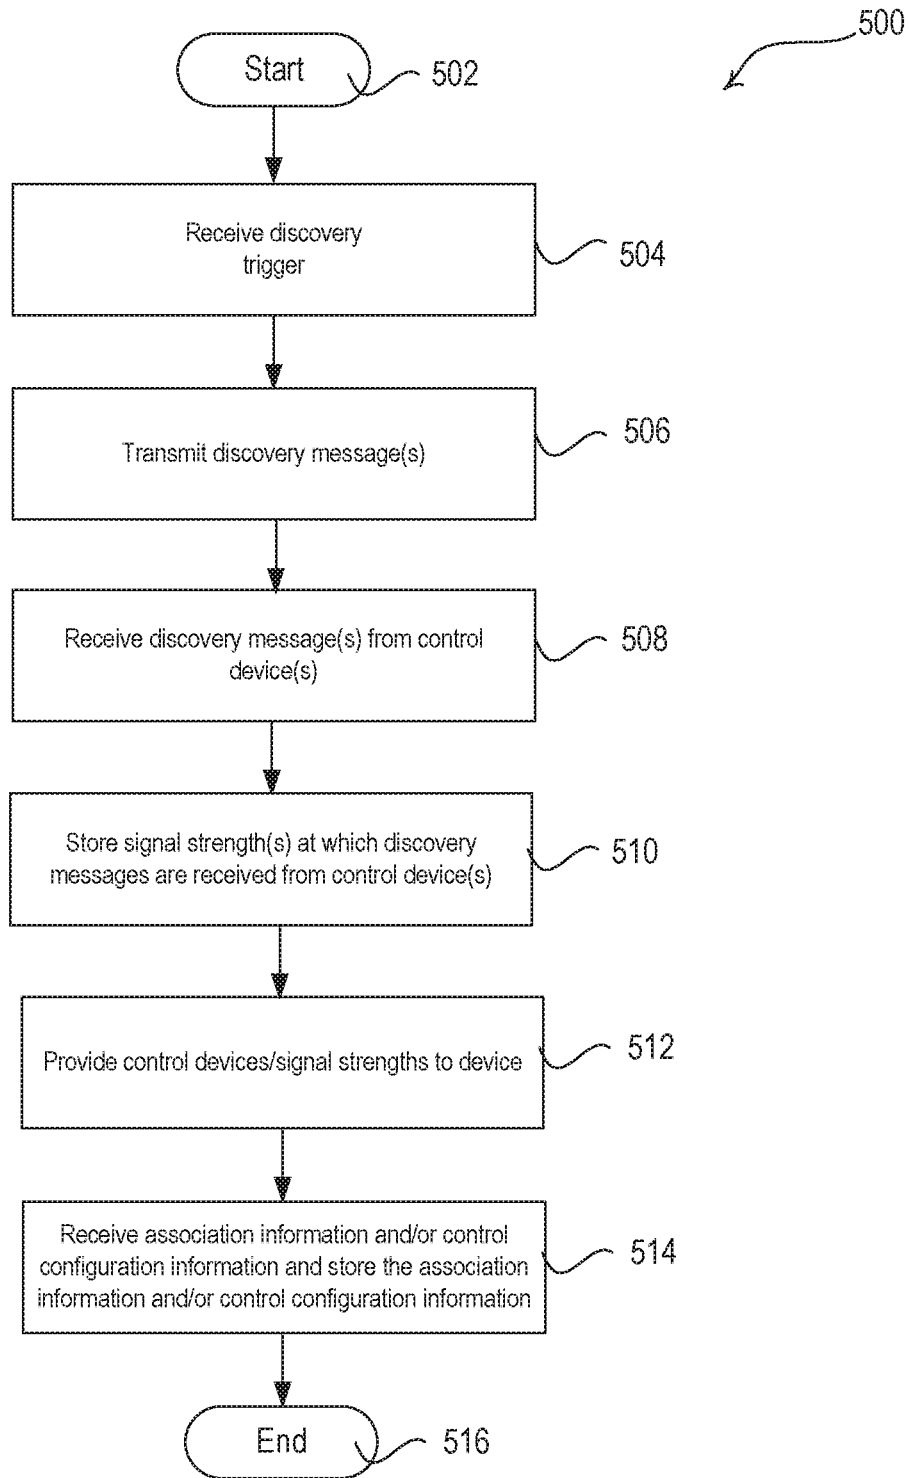 500
Start
502
Receive discovery
trigger
504
Transmit discovery message(s)
506
Receive discovery message(s) from control
device(s)
508
Store signal strength(s) at which discovery
messages are received from control device(s)
510
Provide control devices/signal strengths to device
512
Receive association information and/or control
configuration information and store the association
information and/or control configuration information
514
End
516